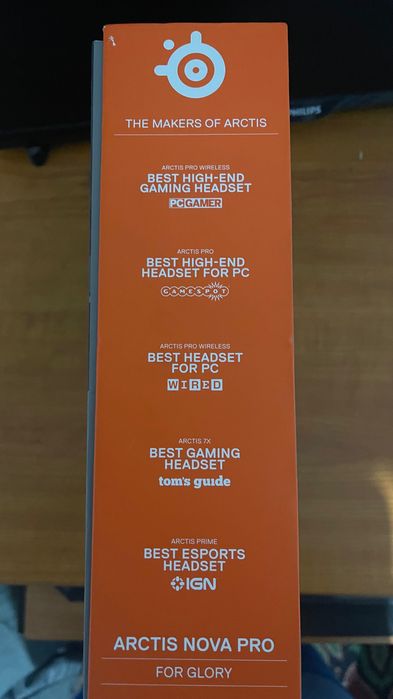 PHILIPS
THE MAKERS OF ARCTIS
ARCTIS PRO WIRELESS
BEST HIGH-END
GAMING HEADSET
PC GAMER
ARCTIS PRO
BEST HIGH-END
HEADSET FOR PC
GAMESPOT
ARCTIS PRO WIRELESS
BEST HEADSET
FOR PC
WIRED
ARCTIS 7X
BEST GAMING
HEADSET
tom's guide
ARCTIS PRIME
BEST ESPORTS
HEADSET
IGN
ARCTIS NOVA PRO
FOR GLORY